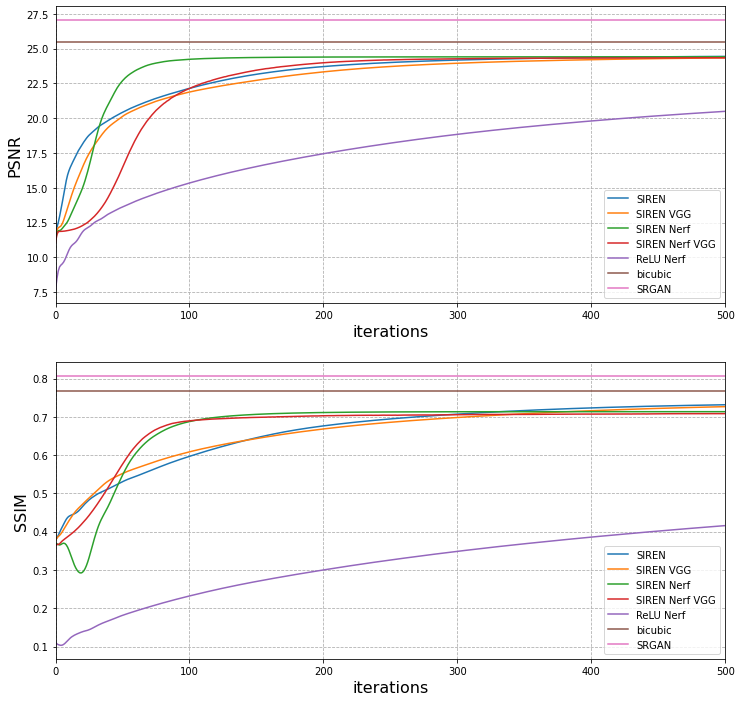 27.5
25.0
22.5
20.0
17.5
15.0
12.5
10.0
7.5
PSNR
SIREN
SIREN VGG
SIREN Nerf
SIREN Nerf VGG
ReLU Nerf
bicubic
SRGAN
0 100 200 300 400 500
iterations
0.8
0.7
0.6
0.5
0.4
0.3
0.2
0.1
SSIM
SIREN
SIREN VGG
SIREN Nerf
SIREN Nerf VGG
ReLU Nerf
bicubic
SRGAN
0 100 200 300 400 500
iterations